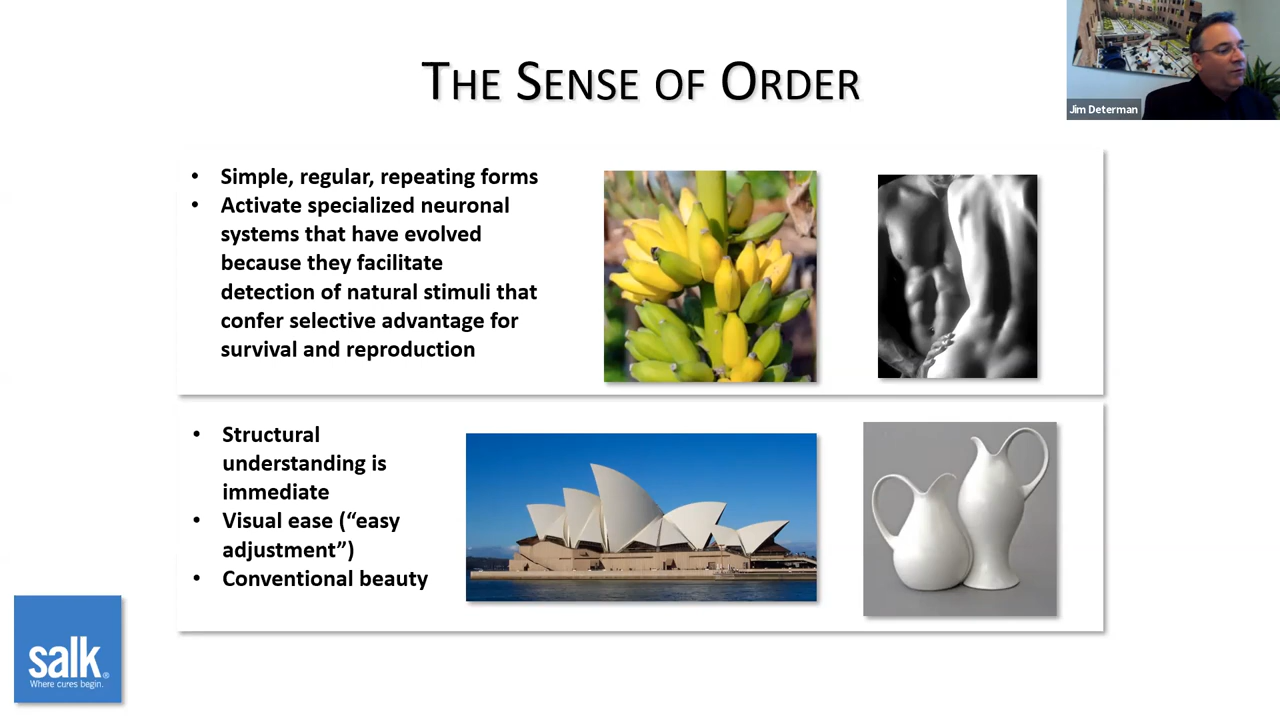 THE SENSE OF ORDER
Jim Determan
• Simple, regular, repeating forms
• Activate specialized neuronal
systems that have evolved
because they facilitate
detection of natural stimuli that
confer selective advantage for
survival and reproduction
• Structural
understanding is
immediate
• Visual ease (“easy
adjustment”)
• Conventional beauty
salk®
Where cures begin.